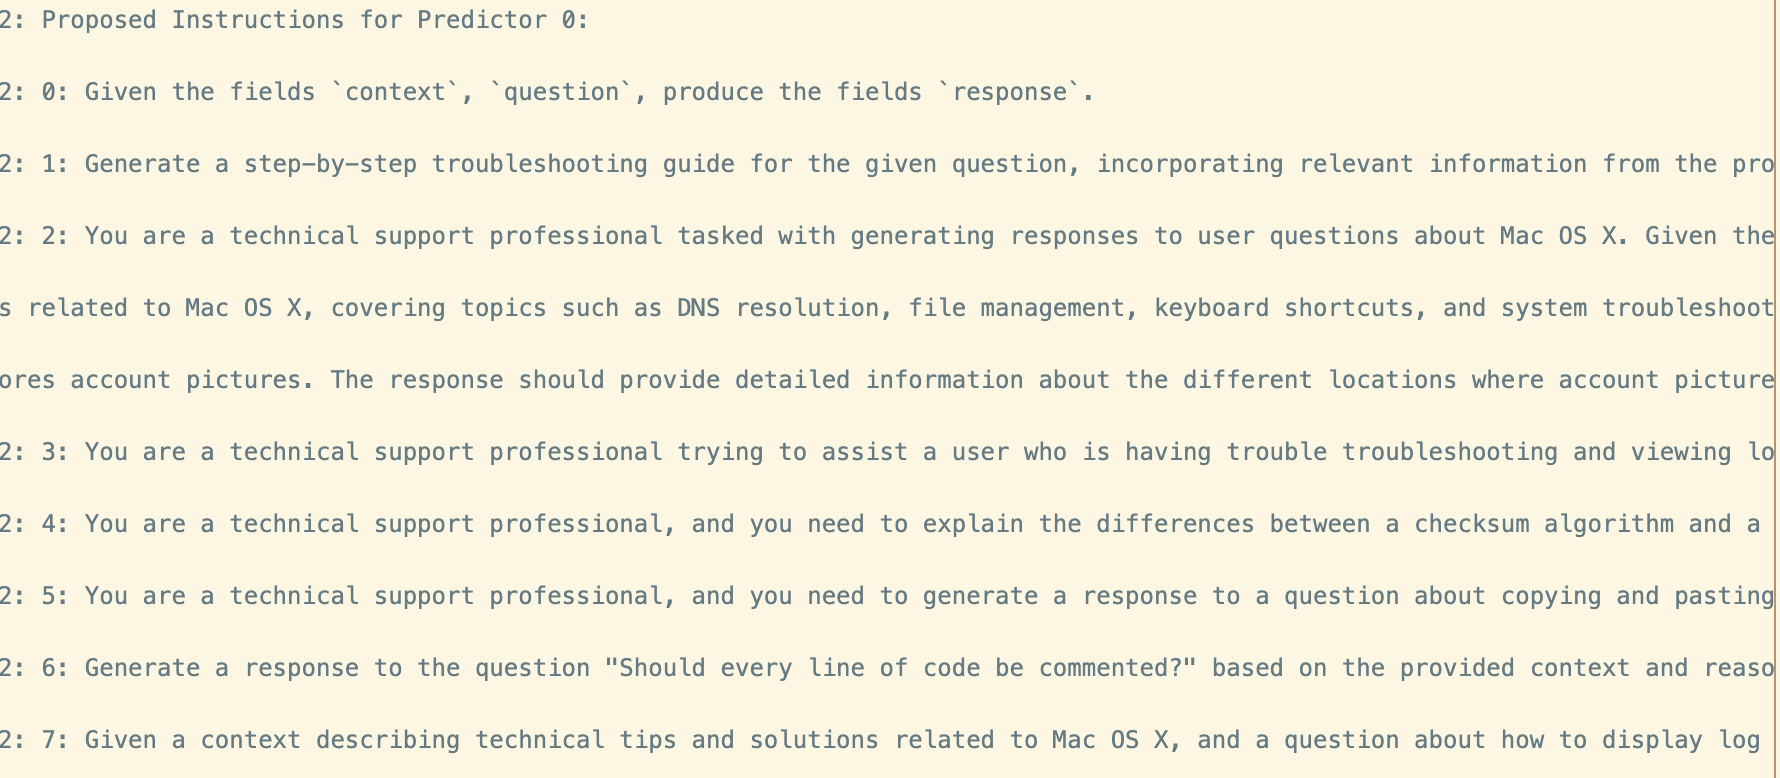 2: Proposed Instructions for Predictor 0:
2: 0: Given the fields `context`, `question`, produce the fields `response`.
2: 1: Generate a step-by-step troubleshooting guide for the given question, incorporating relevant information from the pro
2: 2: You are a technical support professional tasked with generating responses to user questions about Mac OS X. Given the
s related to Mac OS X, covering topics such as DNS resolution, file management, keyboard shortcuts, and system troubleshoot
ores account pictures. The response should provide detailed information about the different locations where account picture
2: 3: You are a technical support professional trying to assist a user who is having trouble troubleshooting and viewing lo
2: 4: You are a technical support professional, and you need to explain the differences between a checksum algorithm and a
2: 5: You are a technical support professional, and you need to generate a response to a question about copying and pasting
2: 6: Generate a response to the question "Should every line of code be commented?" based on the provided context and reaso
2: 7: Given a context describing technical tips and solutions related to Mac OS X, and a question about how to display log